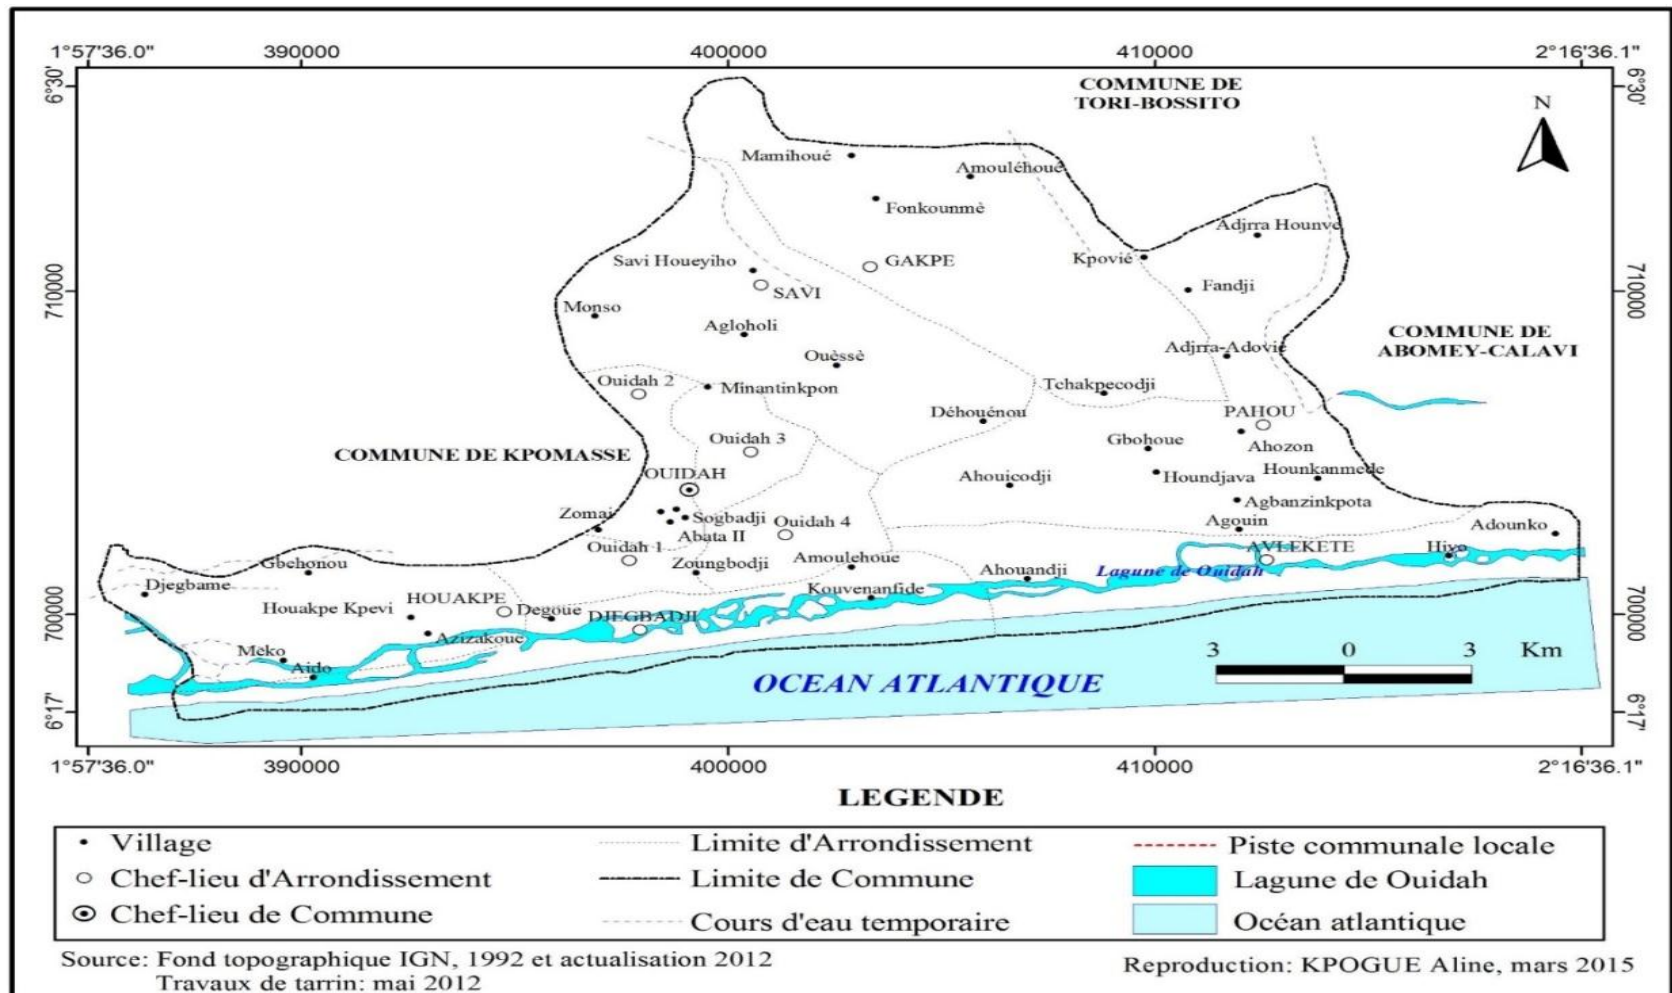 1°57'36.0" 390000 400000 410000 2°16'36.1"
6°30'
6°30'
COMMUNE DE
TORI-BOSSITO
N
Mamihoué
Amouléhoué
Fonkounmè
Adjrra Hounve
Savi Houeyiho
GAKPE
Kpovié
SAVI
Fandji
710000
710000
Monso
Agloholi
COMMUNE DE
ABOMEY-CALAVI
Ouèssè
Adjrra-Adovie
Ouidah 2
Minantinkpon
Tchakpecodji
Déhouénou
PAHOU
Ouidah 3
Gbohoue
Ahozon
COMMUNE DE KPOMASSE
OUIDAH
Ahouicodji
Houndjava
Hounkanmede
Agbanzinkpota
Zomai
Sogbadji
Ouidah 4
Agouin
Adounko
Abata II
Ouidah 1
Zoungbodji
Amoulehoue
AVLEKETE
Hivo
Gbehonou
Ahouandji
Lagune de Ouidah
Djegbame
Kouvenanfide
Houakpe Kpevi
HOUAKPE
Degoue
DJEGBADJI
700000
700000
Azizakoue
Mèko
Aido
3 0 3 Km
OCEAN ATLANTIQUE
6°17'
6°17'
1°57'36.0" 390000 400000 410000 2°16'36.1"
LEGENDE
Village
Limite d'Arrondissement
Piste communale locale
Chef-lieu d'Arrondissement
Limite de Commune
Lagune de Ouidah
Chef-lieu de Commune
Cours d'eau temporaire
Océan atlantique
Source: Fond topographique IGN, 1992 et actualisation 2012
Travaux de tarrin: mai 2012
Reproduction: KPOGUE Aline, mars 2015